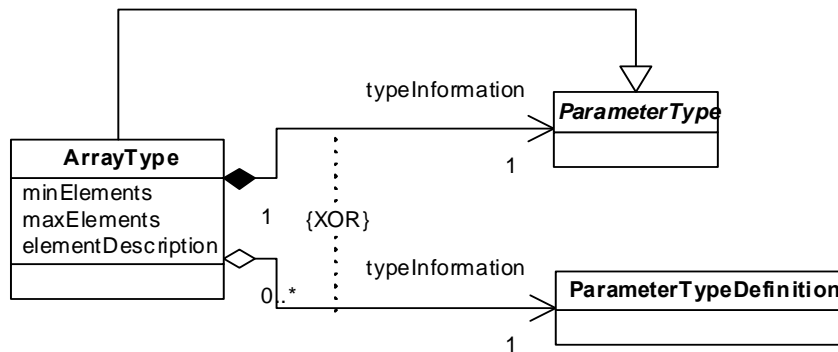 typeInformation
ParameterType
ArrayType
minElements
maxElements
elementDescription
1
1
{XOR}
typeInformation
0..*
1
ParameterTypeDefinition